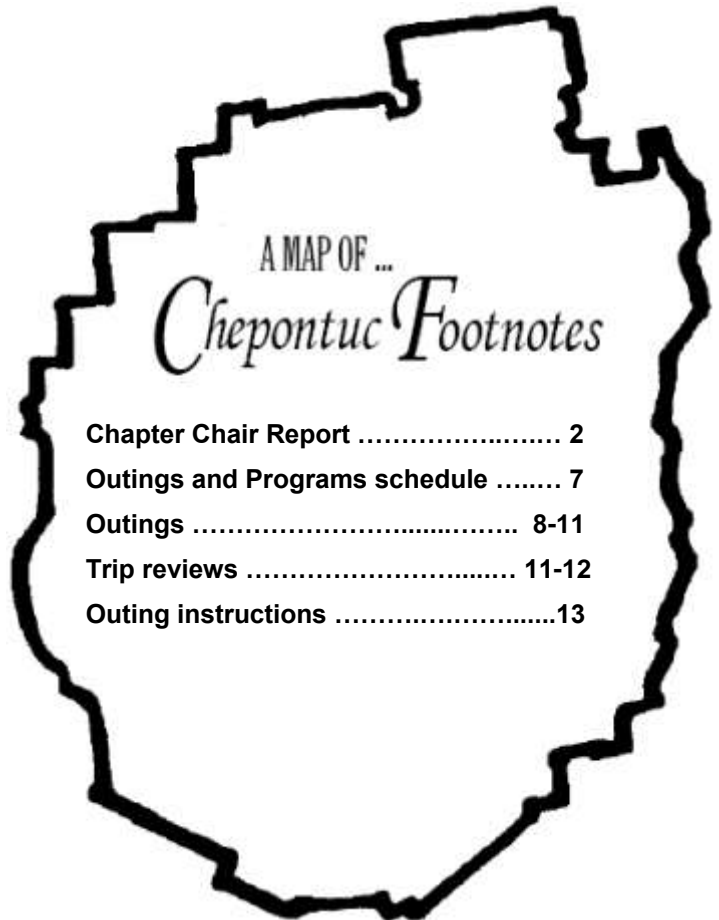 A MAP OF ...
Chepontuc Footnotes
Chapter Chair Report ……………..….… 2
Outings and Programs schedule …..… 7
Outings …………………….......…….. 8-11
Trip reviews …………………….....… 11-12
Outing instructions ……….………….......13